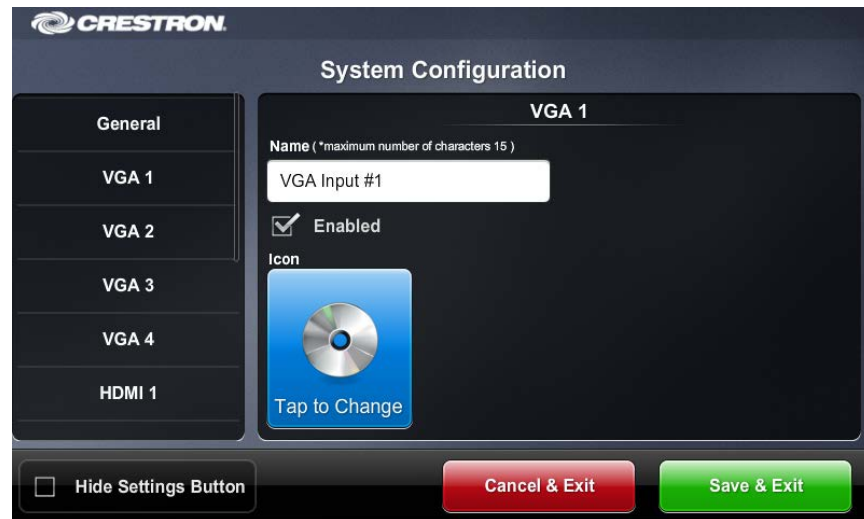 CRESTRON.
System Configuration
General
VGA 1
VGA 2
VGA 3
VGA 4
HDMI 1
VGA 1
Name ( *maximum number of characters 15 )
VGA Input #1
Enabled
Icon
Tap to Change
Hide Settings Button
Cancel & Exit
Save & Exit